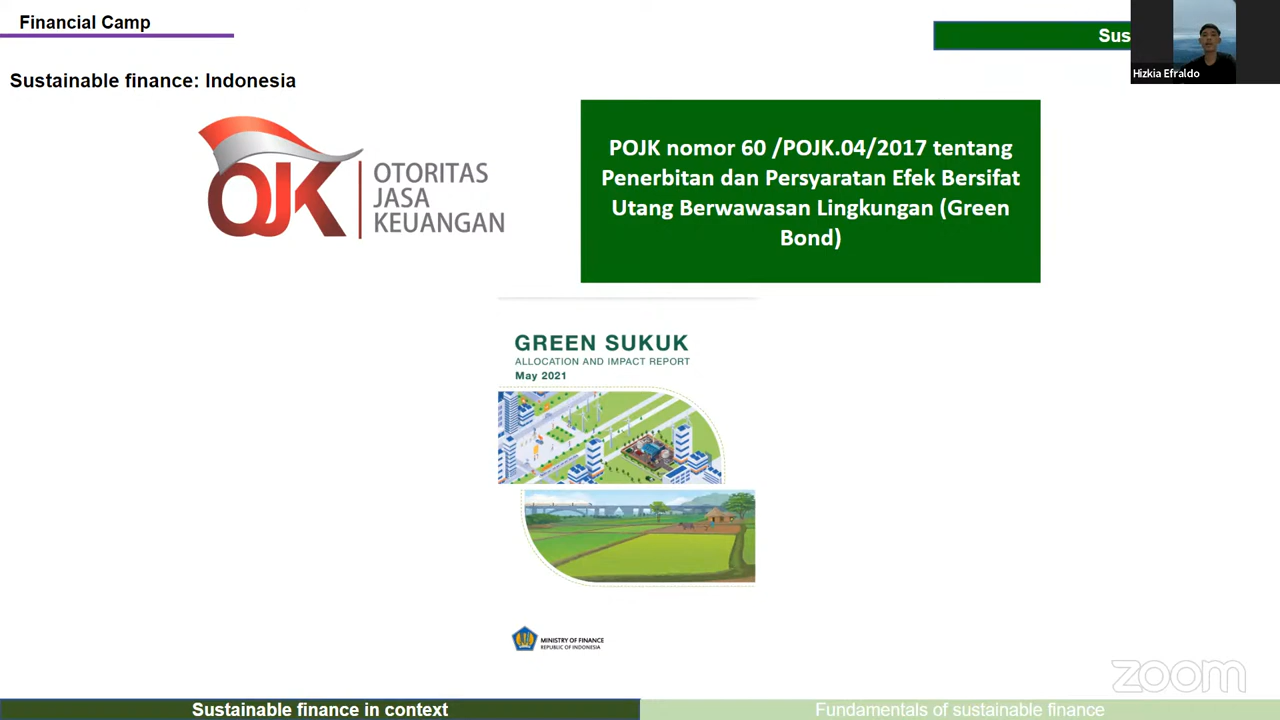 Financial Camp
Sus
Hizkia Efraldo
Sustainable finance: Indonesia
OJK
OTORITAS
JASA
KEUANGAN
POJK nomor 60 /POJK.04/2017 tentang
Penerbitan dan Persyaratan Efek Bersifat
Utang Berwawasan Lingkungan (Green
Bond)
GREEN SUKUK
ALLOCATION AND IMPACT REPORT
May 2021
MINISTRY OF FINANCE
REPUBLIC OF INDONESIA
zoom
Sustainable finance in context
Fundamentals of sustainable finance